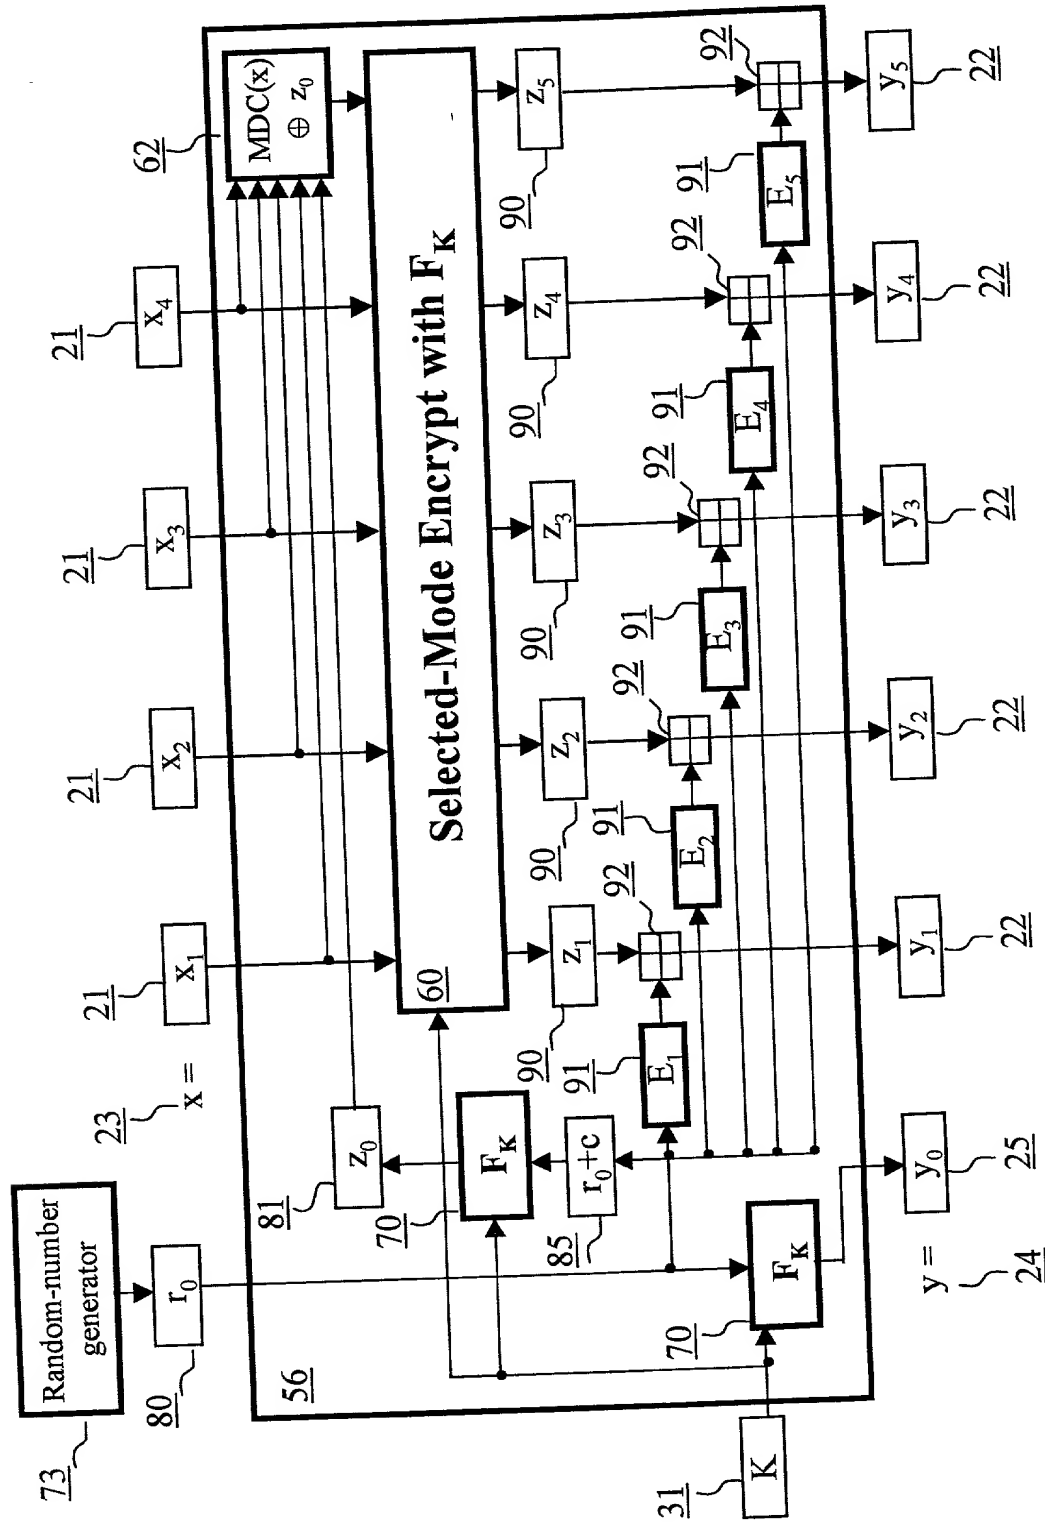 73
Random-number
generator
80
r₀
23
x =
21
x₁
21
x₂
21
x₃
21
x₄
62
MDC(x)
⊕ z₀
56
81
z₀
60
Selected-Mode Encrypt with F_K
70
F_K
85
r₀+c
90
z₁
90
z₂
90
z₃
90
z₄
90
z₅
91
E₁
92
91
E₂
92
91
E₃
92
91
E₄
92
91
E₅
92
31
K
70
F_K
24
y =
y₀
25
y₁
22
y₂
22
y₃
22
y₄
22
y₅
22